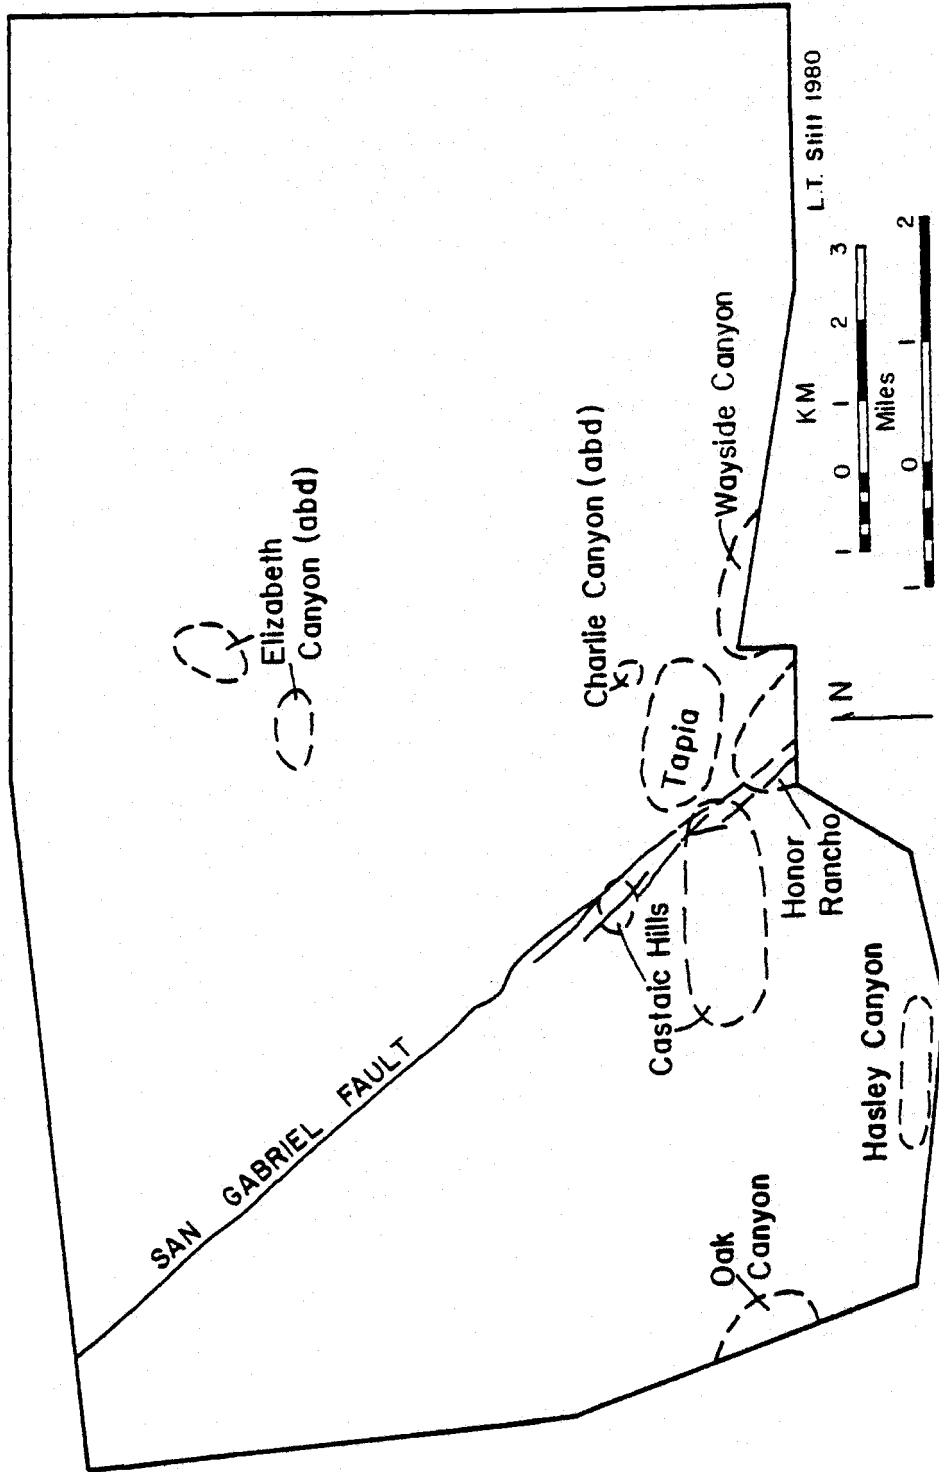 SAN GABRIEL FAULT
Elizabeth
Canyon (abd)
Charlie Canyon (abd)
Tapia
Wayside Canyon
Castaic Hills
Honor
Rancho
Oak
Canyon
Hasley Canyon
N
KM
1 0 1 2 3
Miles
1 0 1 2
L.T. Stitt 1980